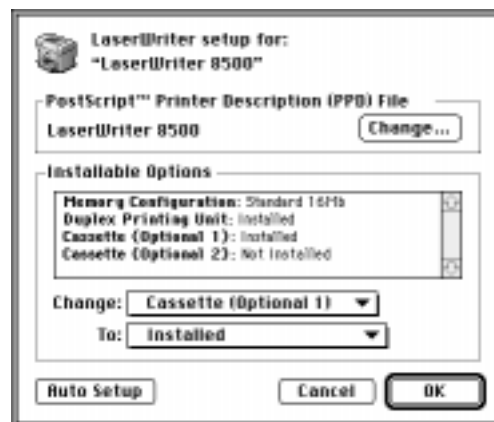 LaserWriter setup for:
“LaserWriter 8500”
PostScript™ Printer Description (PPD) File
LaserWriter 8500
Change...
Installable Options
Memory Configuration: Standard 16Mb
Duplex Printing Unit: Installed
Cassette (Optional 1): Installed
Cassette (Optional 2): Not Installed
Change: Cassette (Optional 1)
To: Installed
Auto Setup Cancel OK